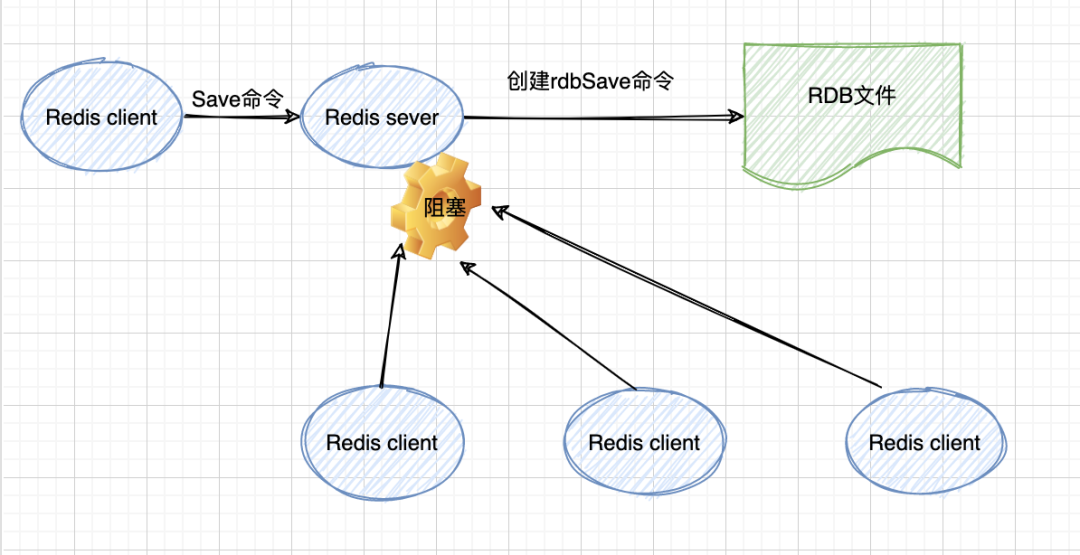 Redis client
Save命令
Redis sever
创建rdbSave命令
RDB文件
阻塞
Redis client
Redis client
Redis client